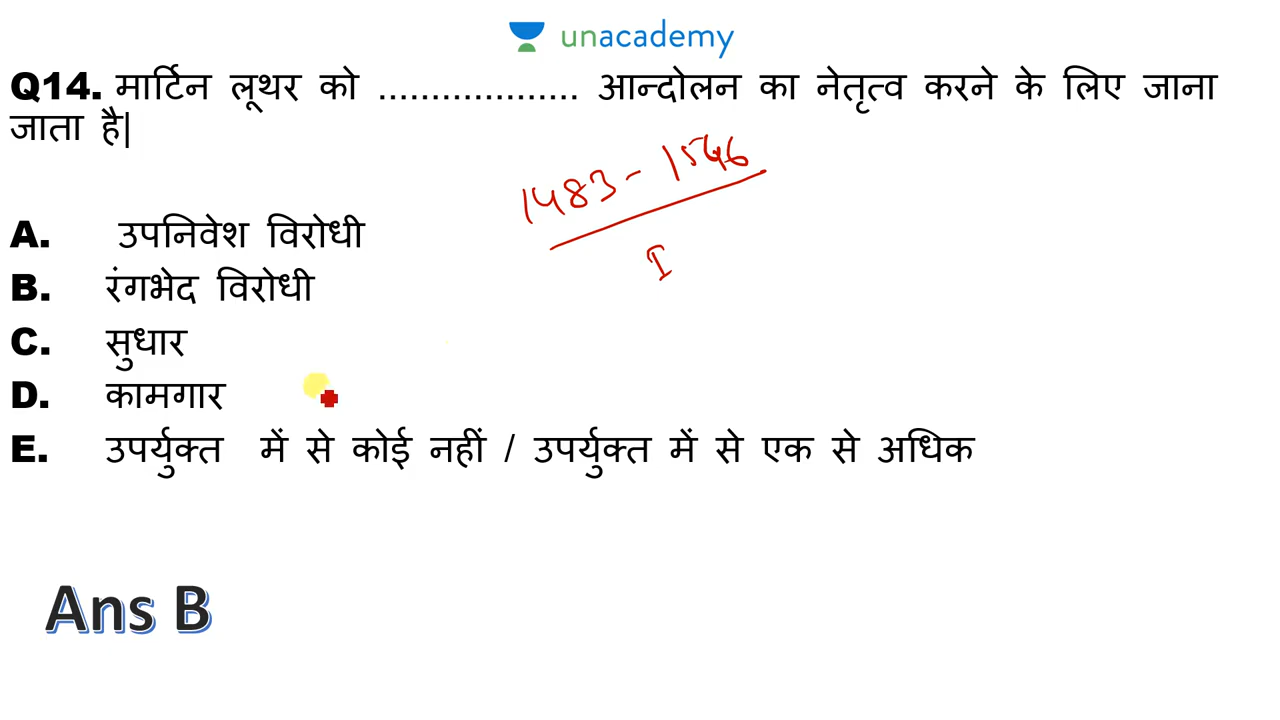 unacademy
Q14. मार्टिन लूथर को ................... आन्दोलन का नेतृत्व करने के लिए जाना
जाता है|
1483 - 1546
I
A. उपनिवेश विरोधी
B. रंगभेद विरोधी
C. सुधार
D. कामगार
E. उपर्युक्त में से कोई नहीं / उपर्युक्त में से एक से अधिक
Ans B